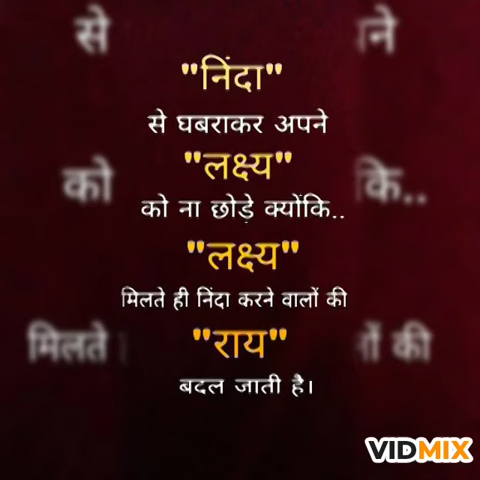 "निंदा"
से घबराकर अपने
"लक्ष्य"
को ना छोड़े क्योंकि..
"लक्ष्य"
मिलते ही निंदा करने वालों की
"राय"
बदल जाती है।
VIDMIX